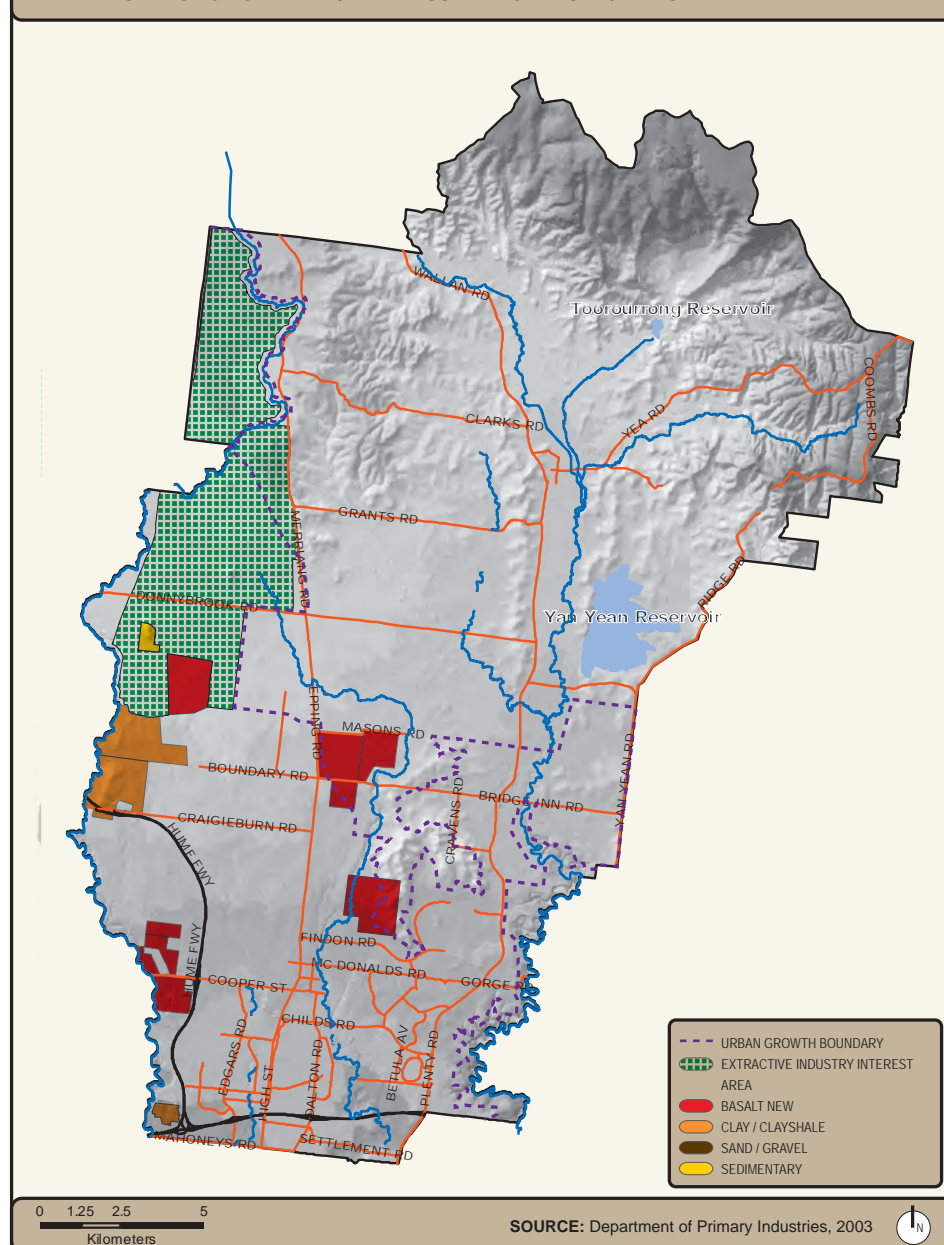 WALLAN RD
Toorourrong Reservoir
COOMBS RD
CLARKS RD
YEA RD
GRANTS RD
MERRIANG RD
RIDGE RD
DONNYBROOK RD
Yan Yean Reservoir
EPPING RD
MASONS RD
YAN YEAN RD
BOUNDARY RD
BRIDGE INN RD
CRAVENS RD
CRAIGIEBURN RD
HUME FWY
HUME FWY
FINDON RD
MC DONALDS RD
COOPER ST
GORGE
CHILDS RD
EDGARS RD
HIGH ST
DALTON RD
BETULA AV
PLENTY RD
MAHONEYS RD
SETTLEMENT RD
URBAN GROWTH BOUNDARY
EXTRACTIVE INDUSTRY INTEREST
AREA
BASALT NEW
CLAY / CLAYSHALE
SAND / GRAVEL
SEDIMENTARY
0 1.25 2.5 5
Kilometers
SOURCE: Department of Primary Industries, 2003
N